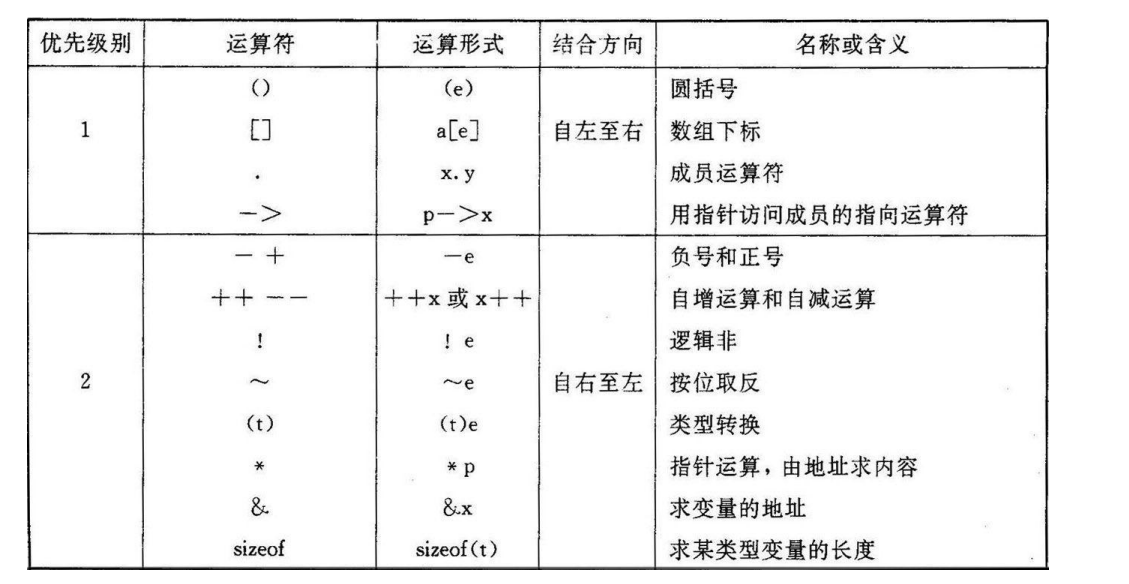 优先级别 运算符 运算形式 结合方向 名称或含义
() (e) 圆括号
1 [] a[e] 自左至右 数组下标
. x.y 成员运算符
-> p->x 用指针访问成员的指向运算符
- + -e 负号和正号
++ -- ++x 或 x++ 自增运算和自减运算
! ! e 逻辑非
2 ~ ~e 自右至左 按位取反
(t) (t)e 类型转换
* * p 指针运算,由地址求内容
& &x 求变量的地址
sizeof sizeof(t) 求某类型变量的长度